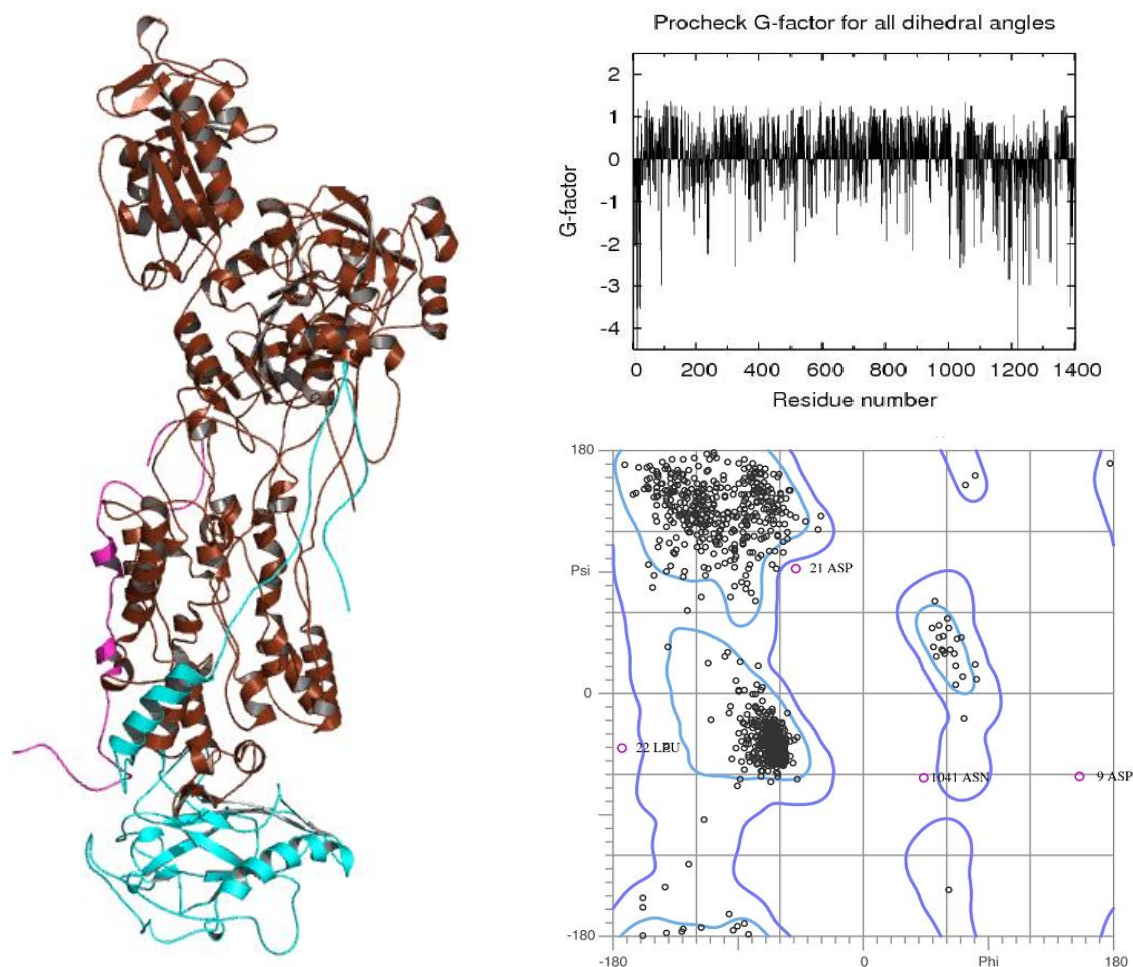 Procheck G-factor for all dihedral angles
2
1
0
-1
-2
-3
-4
G-factor
0 200 400 600 800 1000 1200 1400
Residue number
180
Psi
0
-180
21 ASP
22 LEU
1041 ASN
9 ASP
-180 0 Phi 180